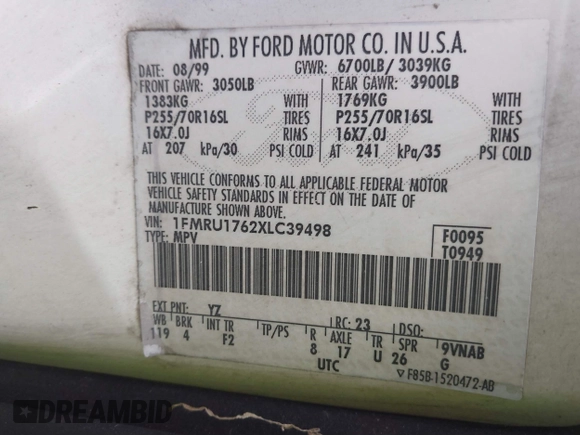 MFD. BY FORD MOTOR CO. IN U.S.A.
DATE: 08/99 GVWR: 6700LB/ 3039KG
FRONT GAWR: 3050LB REAR GAWR: 3900LB
1383KG WITH 1769KG WITH
P255/70R16SL TIRES P255/70R16SL TIRES
16X7.0J RIMS 16X7.0J RIMS
AT 207 kPa/30 PSI COLD AT 241 kPa/35 PSI COLD
THIS VEHICLE CONFORMS TO ALL APPLICABLE FEDERAL MOTOR
VEHICLE SAFETY STANDARDS IN EFFECT ON THE DATE OF
MANUFACTURE SHOWN ABOVE.
VIN: 1FMRU1762XLC39498 F0095
TYPE: MPV T0949
EXT PNT: YZ RC: 23 DSO:
WB BRK INT TR TP/PS R AXLE TR SPR 9VNAB
119 4 F2 8 17 U 26 G
UTC ▽F85B-1520472-AB
DREAMBID